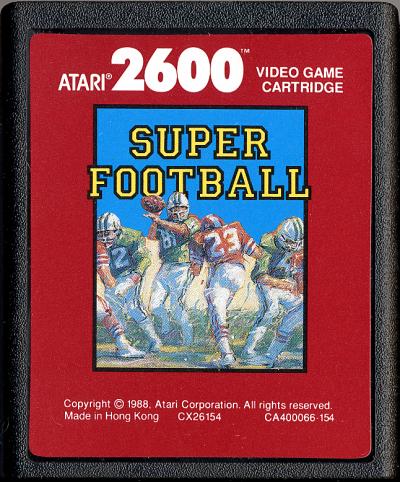 ATARI® 2600™ VIDEO GAME
CARTRIDGE
SUPER
FOOTBALL
2 81 23
Copyright © 1988, Atari Corporation. All rights reserved.
Made in Hong Kong CX26154 CA400066-154